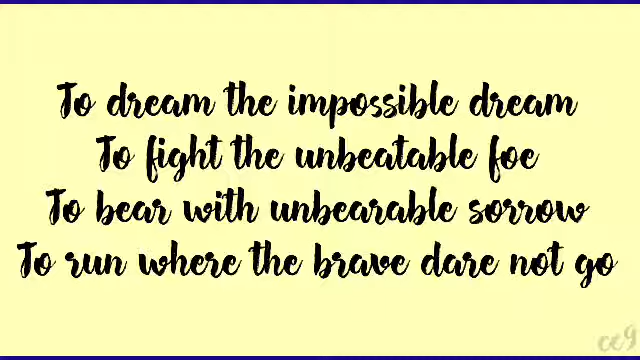 To dream the impossible dream
To fight the unbeatable foe
To bear with unbearable sorrow
To run where the brave dare not go